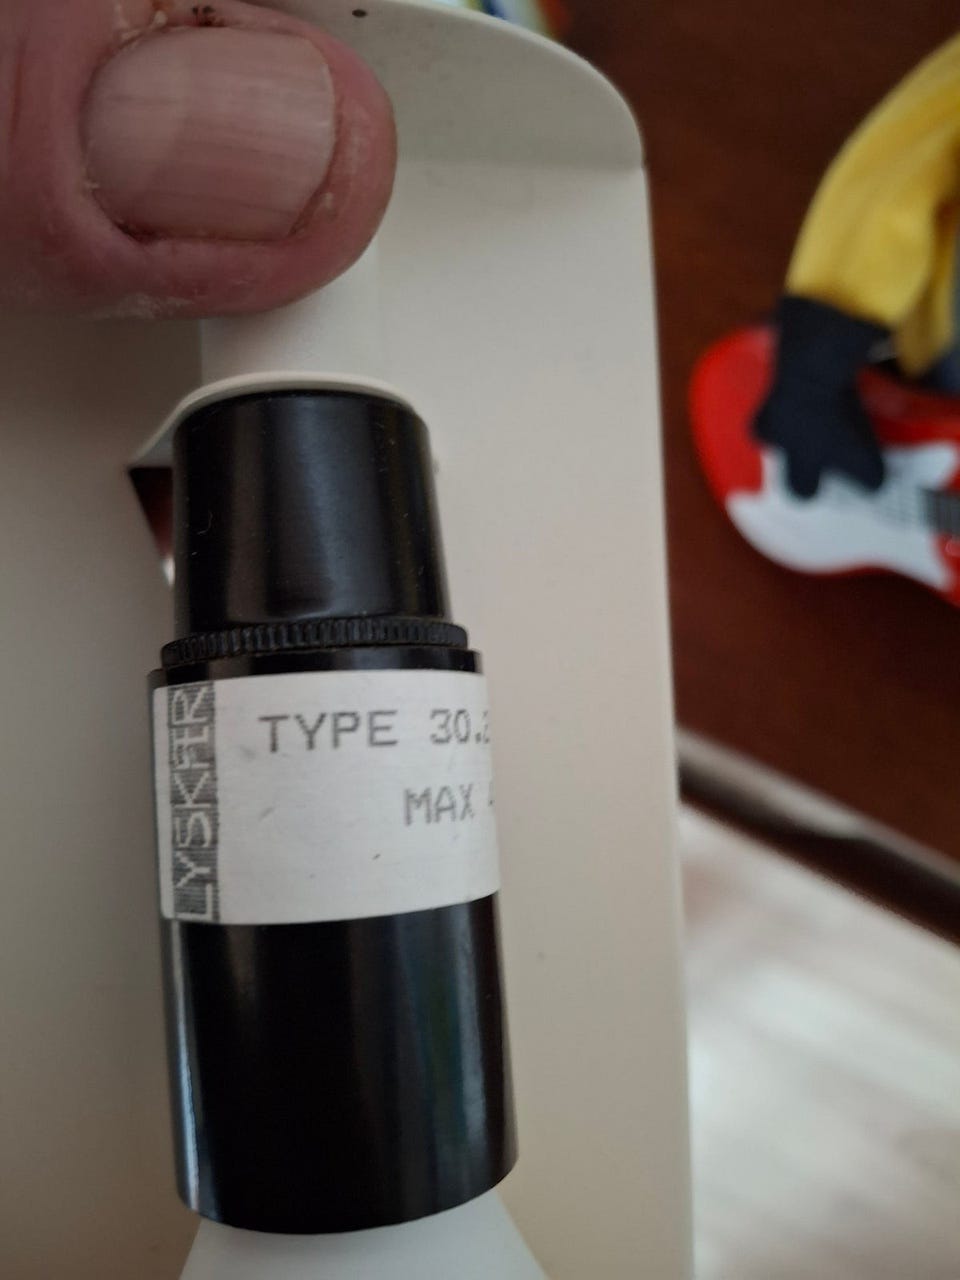 LYSKÆR
TYPE 30.
MAX